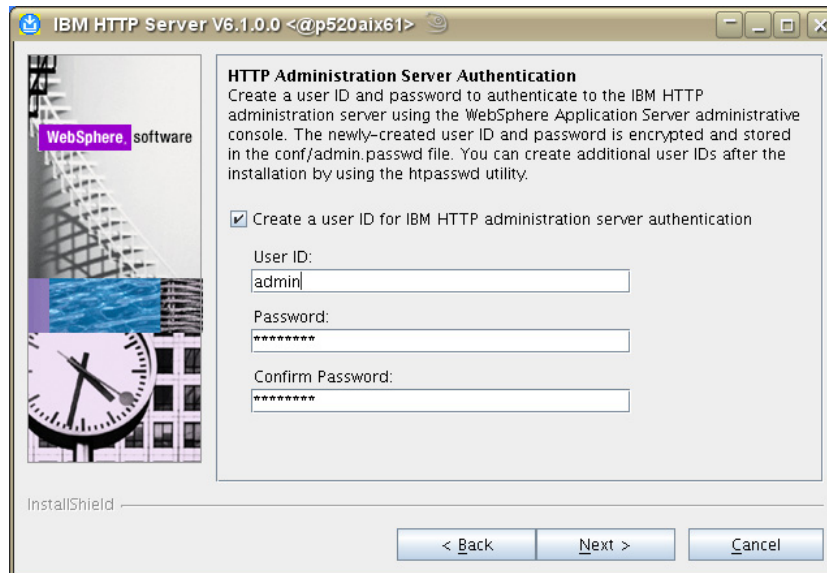 IBM HTTP Server V6.1.0.0 <@p520aix61>
WebSphere. software
HTTP Administration Server Authentication
Create a user ID and password to authenticate to the IBM HTTP
administration server using the WebSphere Application Server administrative
console. The newly-created user ID and password is encrypted and stored
in the conf/admin.passwd file. You can create additional user IDs after the
installation by using the htpasswd utility.
Create a user ID for IBM HTTP administration server authentication
User ID:
admin
Password:
********
Confirm Password:
********
InstallShield
< Back
Next >
Cancel